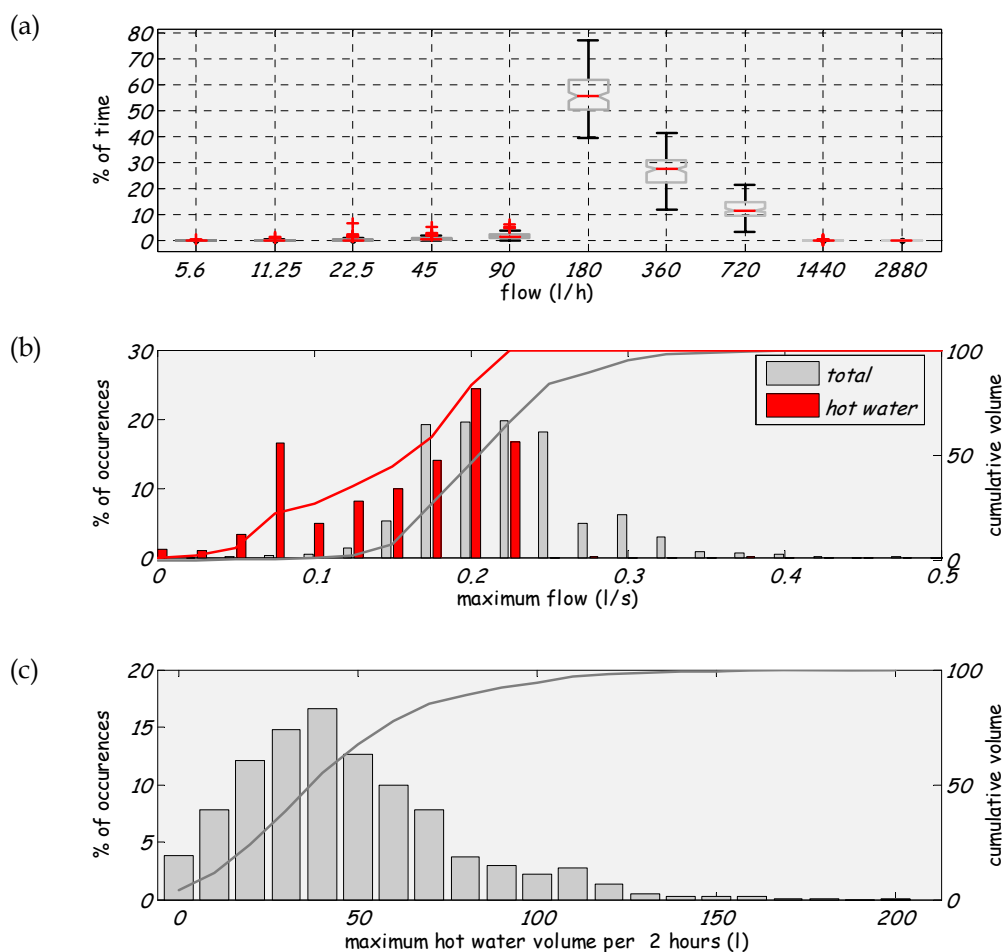 (a)
80
70
60
50
40
30
20
10
0
% of time
5.6 11.25 22.5 45 90 180 360 720 1440 2880
flow (l/h)
(b)
30
20
10
0
% of occurences
total
hot water
100
50
0
cumulative volume
0 0.1 0.2 0.3 0.4 0.5
maximum flow (l/s)
(c)
20
15
10
5
0
% of occurences
100
50
0
cumulative volume
0 50 100 150 200
maximum hot water volume per 2 hours (l)